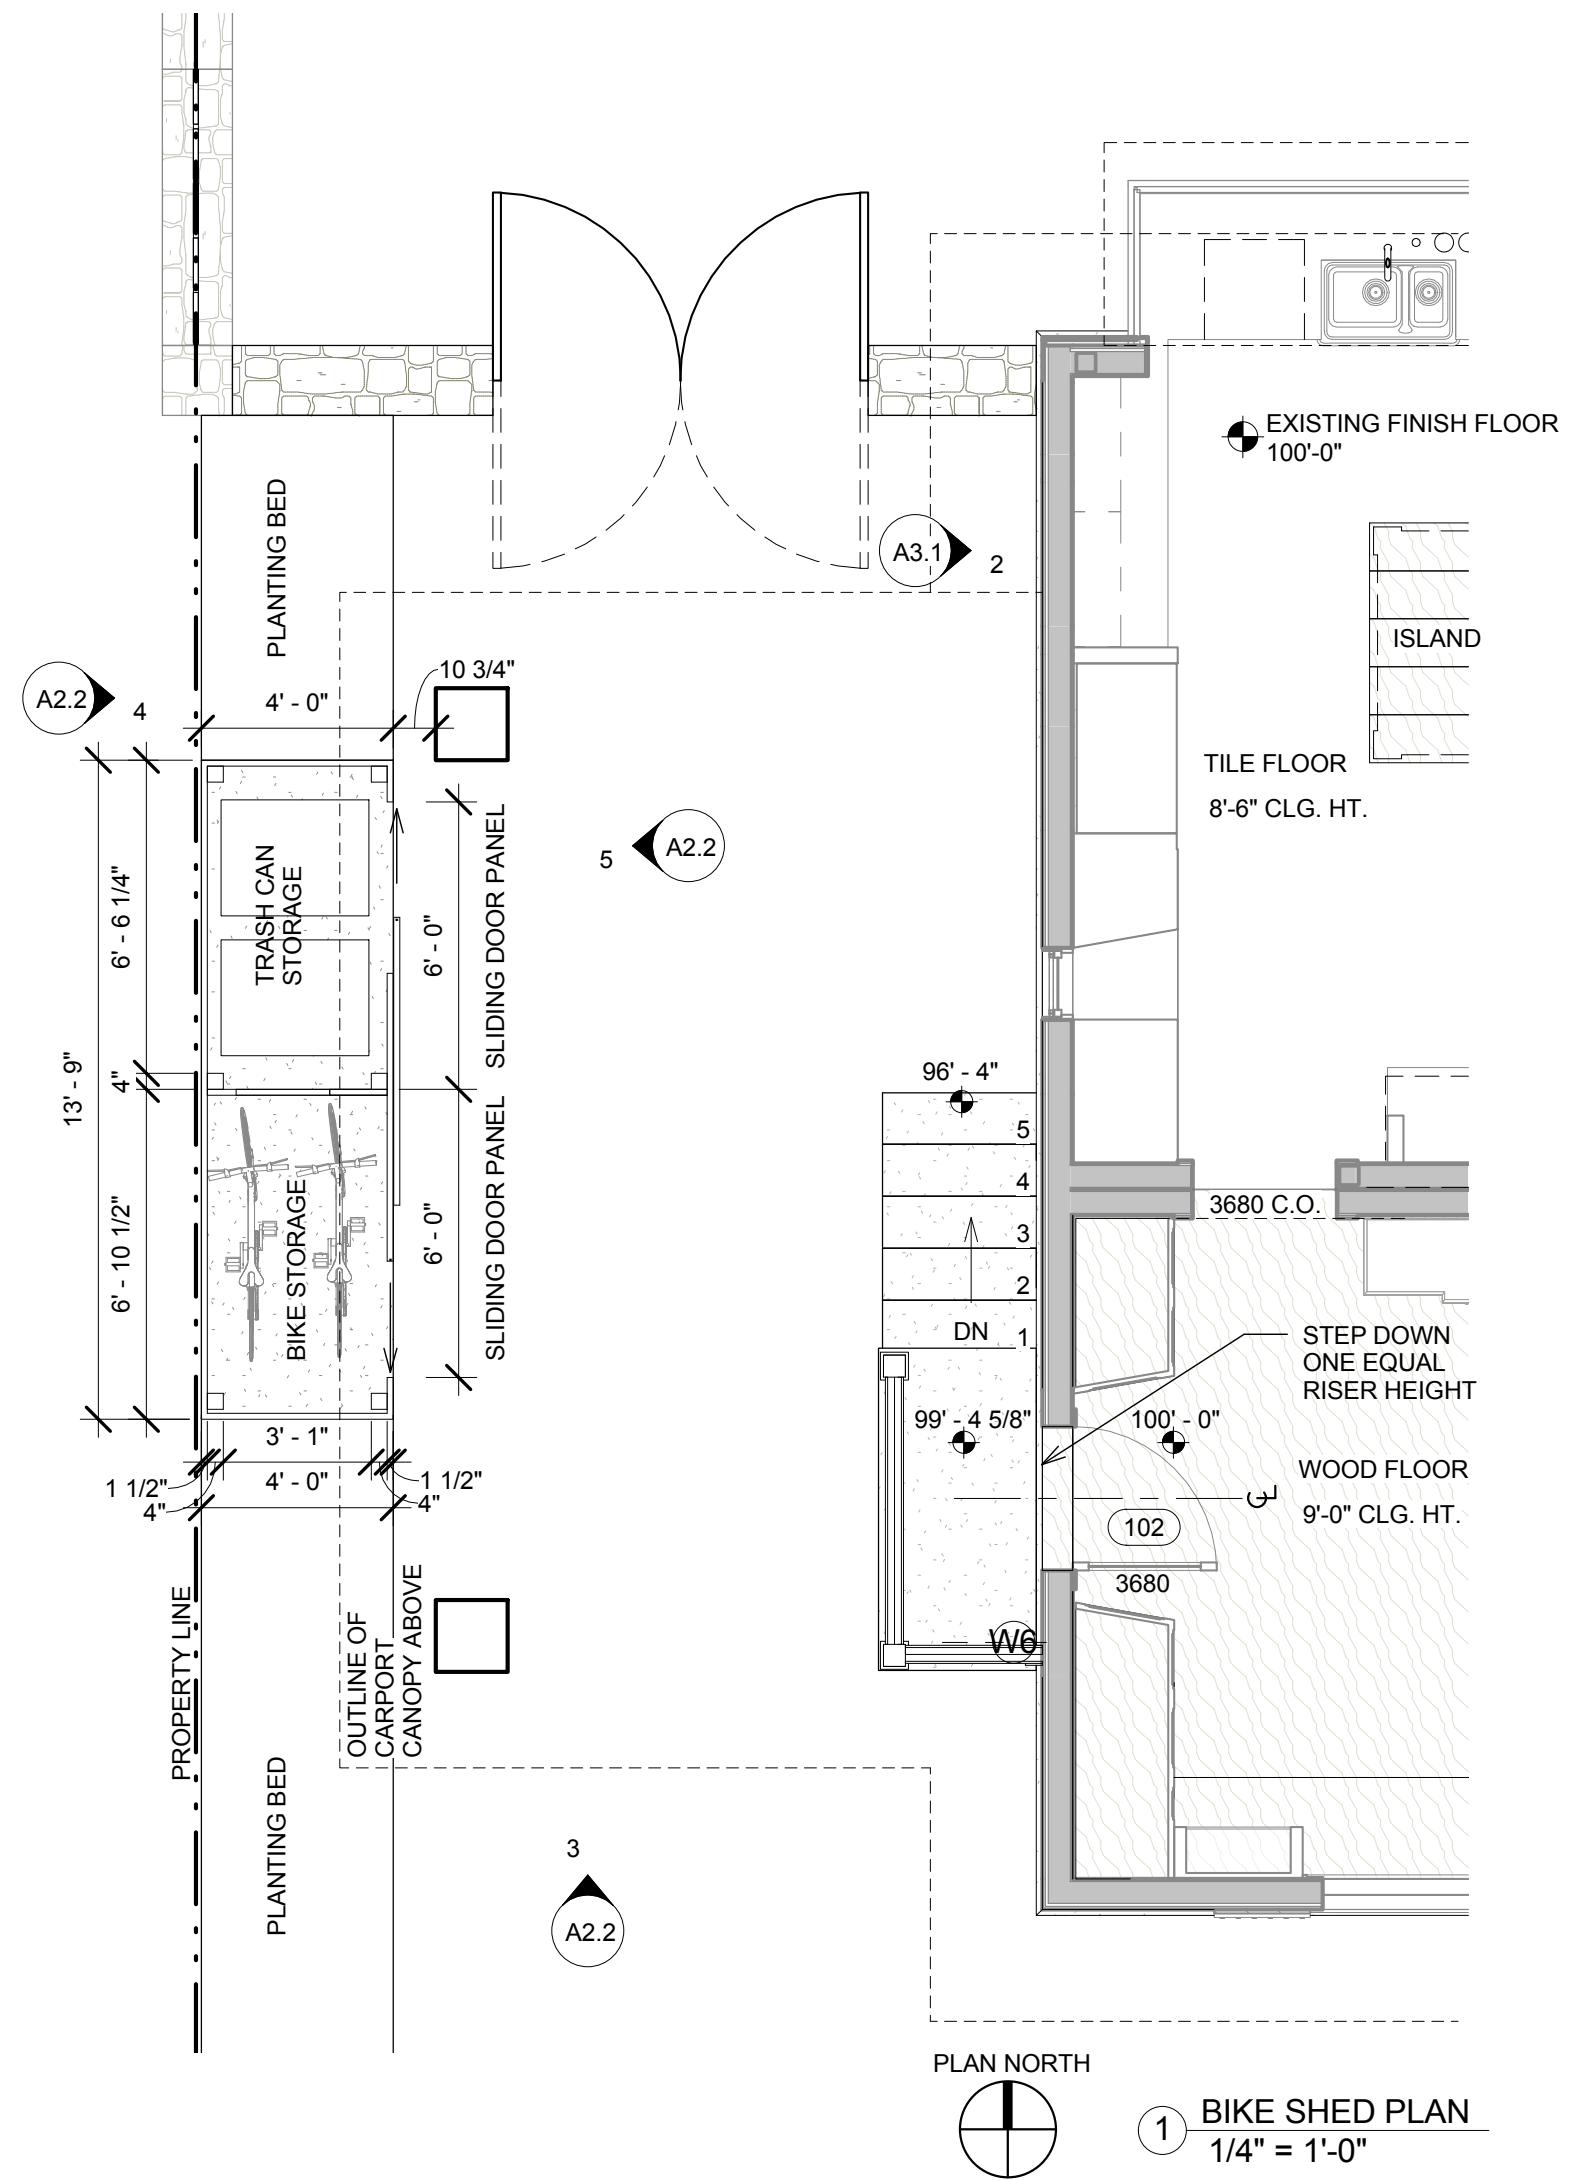 EXISTING FINISH FLOOR
100'-0"
PLANTING BED
A3.1
2
ISLAND
10 3/4"
A2.2
4
4' - 0"
TILE FLOOR
8'-6" CLG. HT.
TRASH CAN
STORAGE
6' - 6 1/4"
6' - 0"
SLIDING DOOR PANEL
5
A2.2
13' - 9"
4"
96' - 4"
5
4
3
2
1
DN
3680 C.O.
6' - 10 1/2"
BIKE STORAGE
6' - 0"
SLIDING DOOR PANEL
STEP DOWN
ONE EQUAL
RISER HEIGHT
99' - 4 5/8"
100' - 0"
3' - 1"
1 1/2"
4"
4' - 0"
1 1/2"
4"
WOOD FLOOR
9'-0" CLG. HT.
CL
102
3680
W6
PROPERTY LINE
OUTLINE OF
CARPORT
CANOPY ABOVE
PLANTING BED
3
A2.2
PLAN NORTH
1
BIKE SHED PLAN
1/4" = 1'-0"